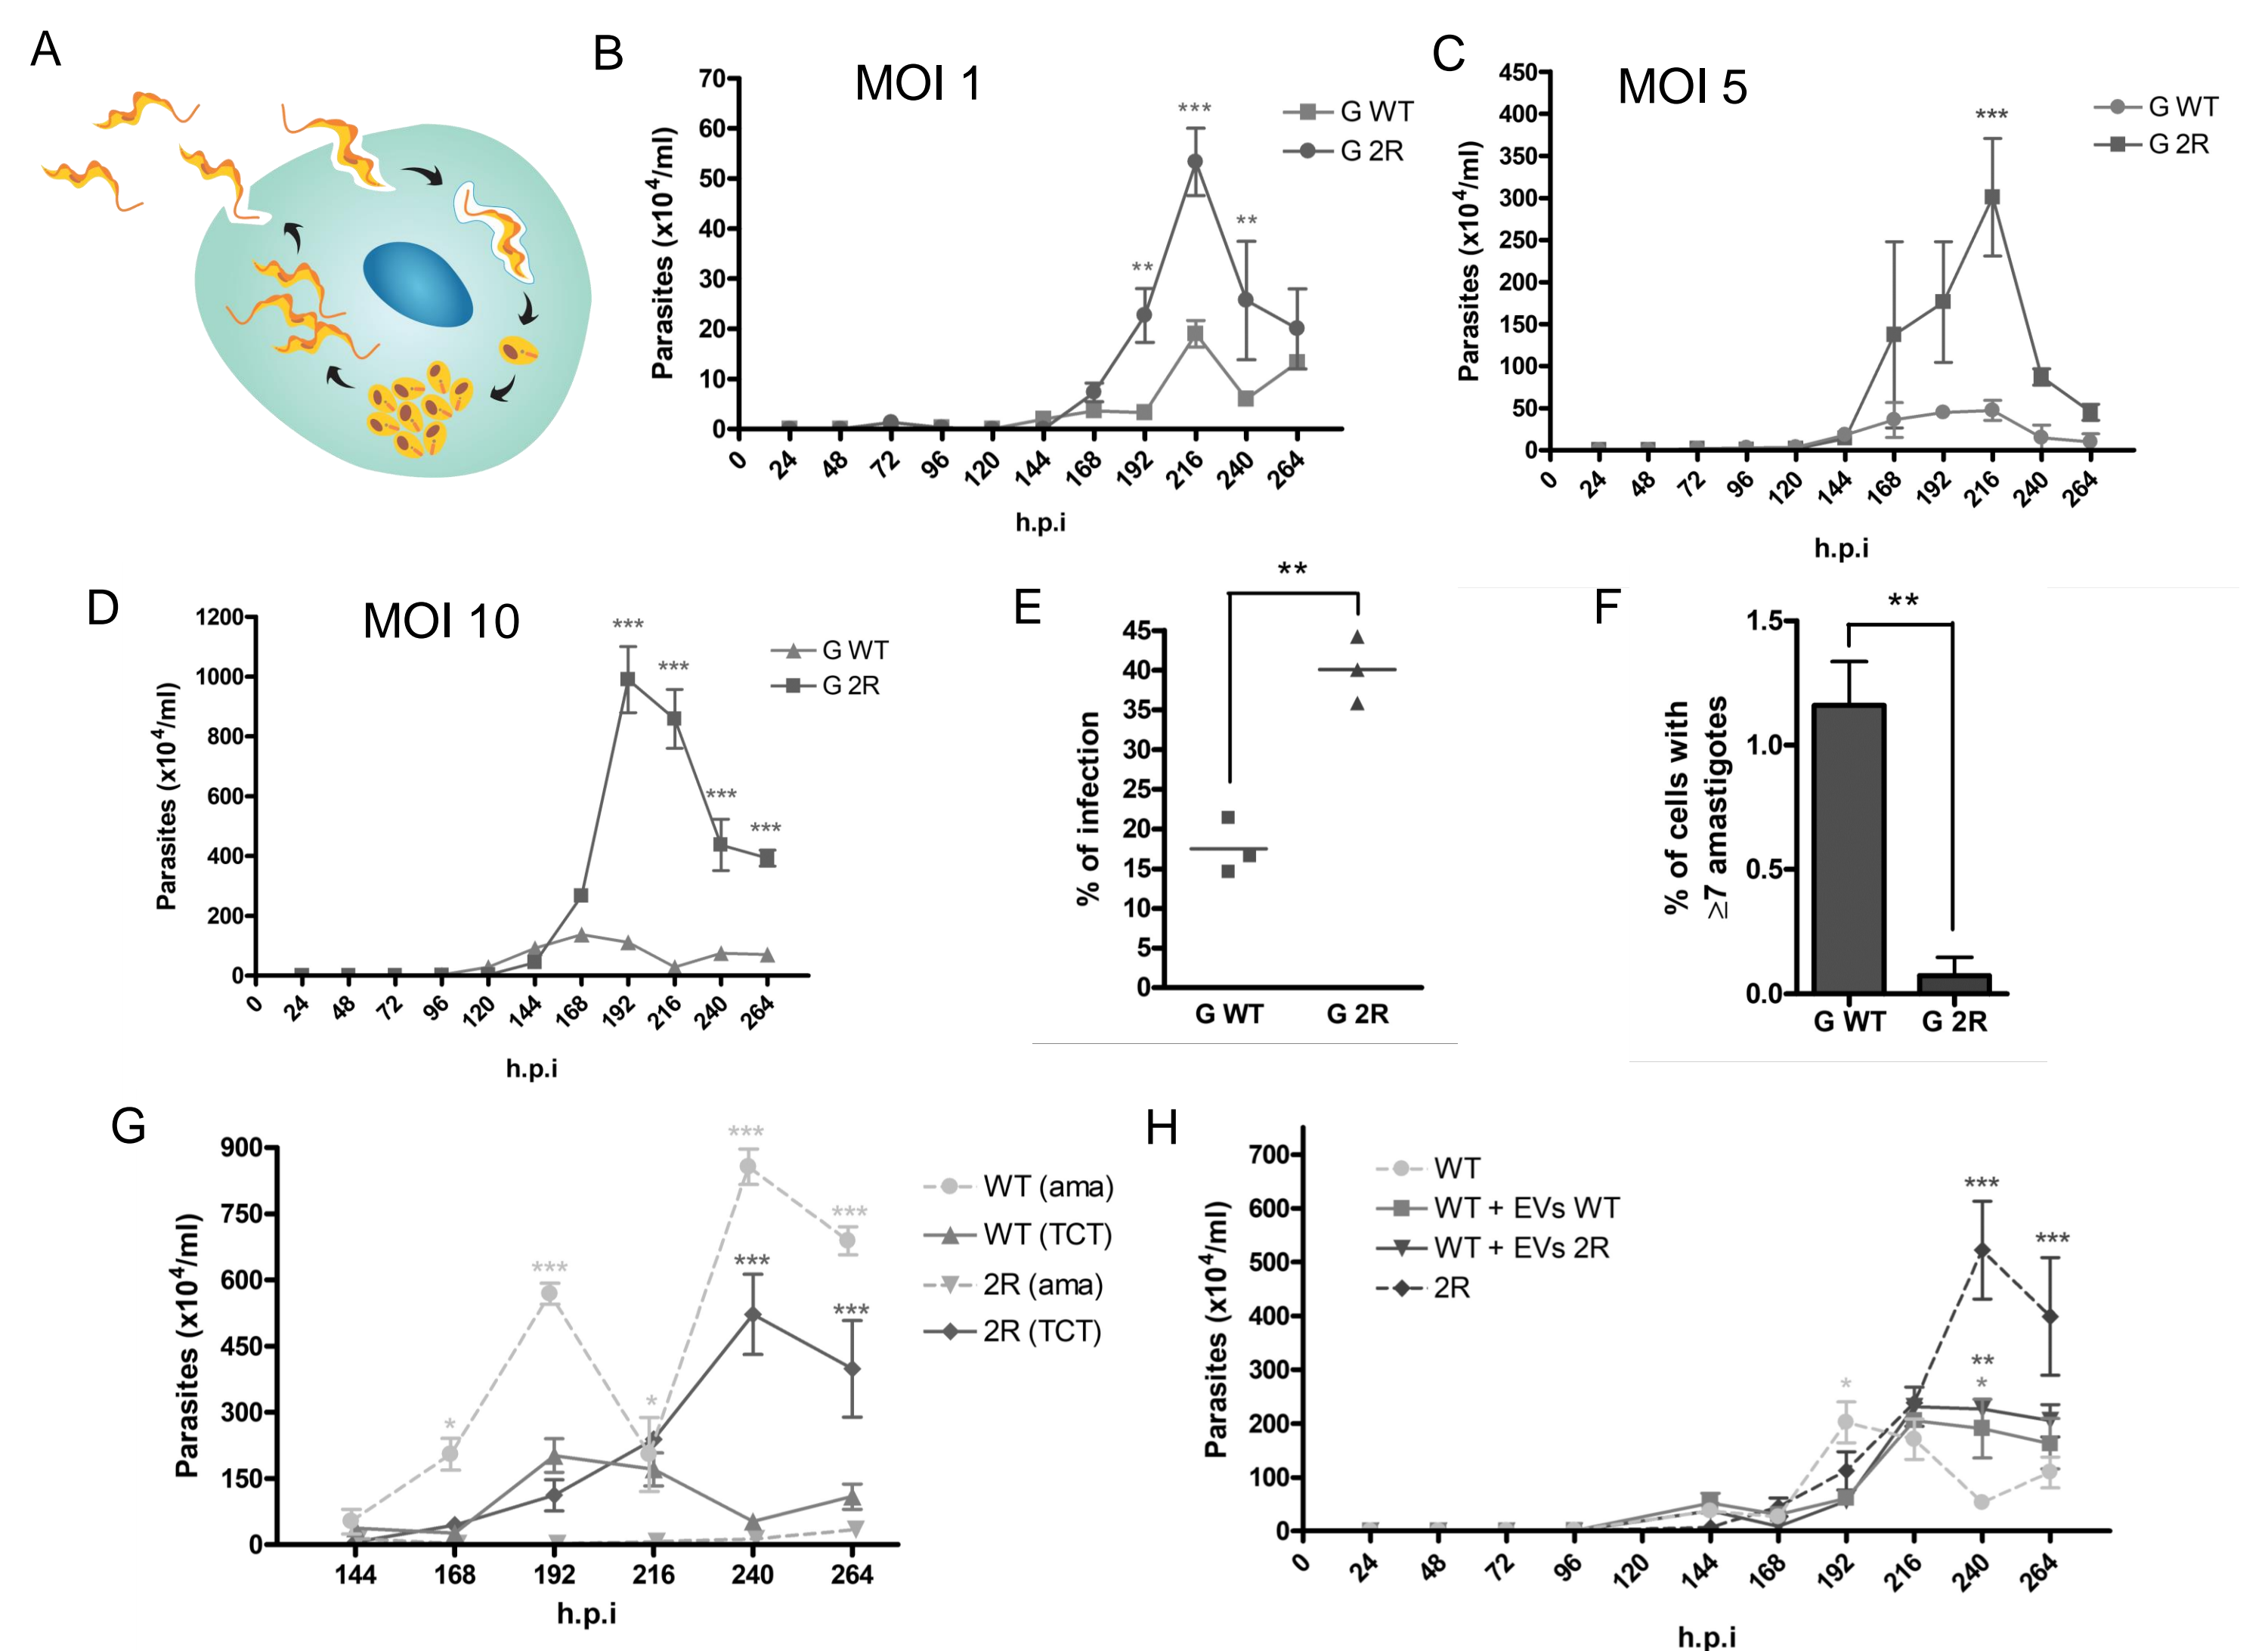 A
B
MOI 1
Parasites (x10⁴/ml)
70
60
50
40
30
20
10
0
0 24 48 72 96 120 144 168 192 216 240 264
h.p.i
** *** **
G WT
G 2R
C
MOI 5
Parasites (x10⁴/ml)
450
400
350
300
250
200
150
100
50
0
0 24 48 72 96 120 144 168 192 216 240 264
h.p.i
***
G WT
G 2R
D
MOI 10
Parasites (x10⁴/ml)
1200
1000
800
600
400
200
0
0 24 48 72 96 120 144 168 192 216 240 264
h.p.i
*** *** *** ***
G WT
G 2R
E
**
% of infection
45
40
35
30
25
20
15
10
5
0
G WT G 2R
F
**
% of cells with
≥7 amastigotes
1.5
1.0
0.5
0.0
G WT G 2R
G
Parasites (x10⁴/ml)
900
750
600
450
300
150
0
144 168 192 216 240 264
h.p.i
* *** * *** ***
*** ***
WT (ama)
WT (TCT)
2R (ama)
2R (TCT)
H
Parasites (x10⁴/ml)
700
600
500
400
300
200
100
0
0 24 48 72 96 120 144 168 192 216 240 264
h.p.i
* *** ***
**
*
WT
WT + EVs WT
WT + EVs 2R
2R